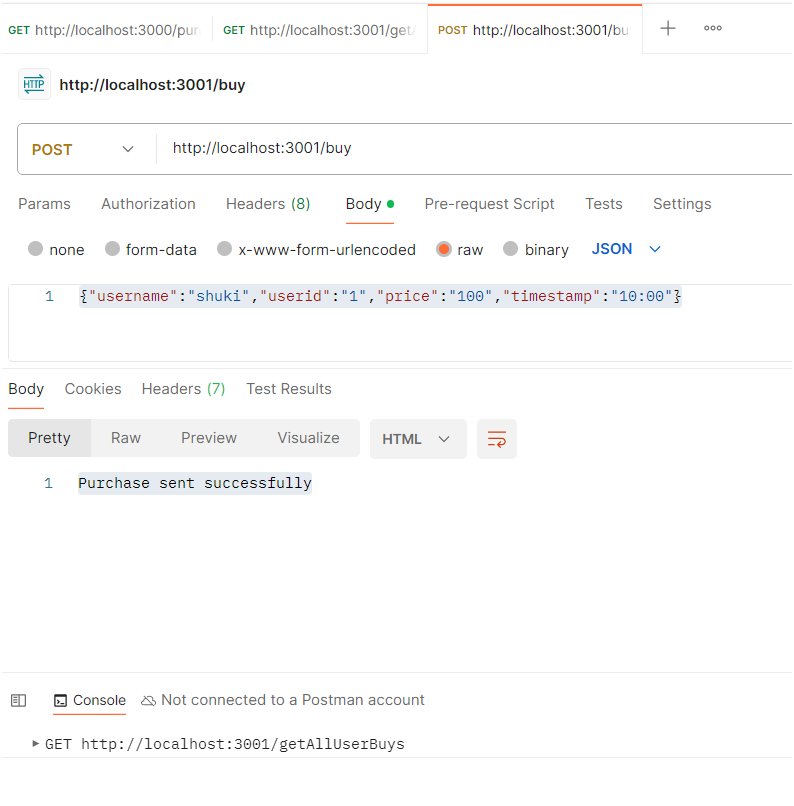 GET http://localhost:3000/pur GET http://localhost:3001/get POST http://localhost:3001/bu
HTTP http://localhost:3001/buy
POST http://localhost:3001/buy
Params Authorization Headers (8) Body Pre-request Script Tests Settings
none form-data x-www-form-urlencoded raw binary JSON
1 {"username":"shuki","userid":"1","price":"100","timestamp":"10:00"}
Body Cookies Headers (7) Test Results
Pretty Raw Preview Visualize HTML
1 Purchase sent successfully
Console Not connected to a Postman account
GET http://localhost:3001/getAllUserBuys